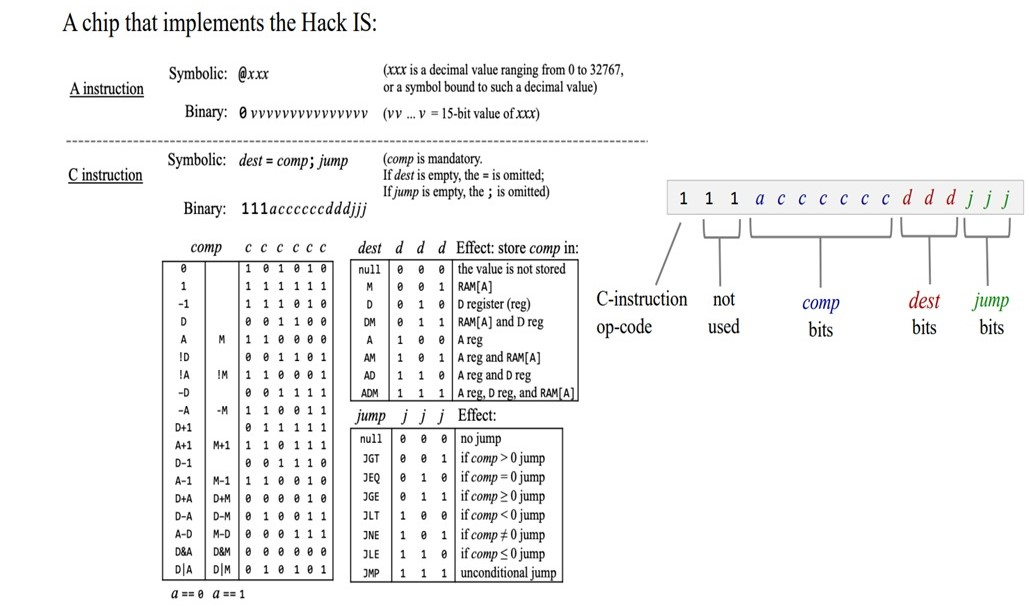 A chip that implements the Hack IS:
A instruction
Symbolic: @xxx (xxx is a decimal value ranging from 0 to 32767,
or a symbol bound to such a decimal value)
Binary: 0 vvvvvvvvvvvvvvv (vv ... v = 15-bit value of xxx)
C instruction
Symbolic: dest = comp; jump (comp is mandatory.
If dest is empty, the = is omitted;
If jump is empty, the ; is omitted)
Binary: 111accccccdddjjj
comp c c c c c c
0 1 0 1 0 1 0
1 1 1 1 1 1 1
-1 1 1 1 0 1 0
D 0 0 1 1 0 0
A M 1 1 0 0 0 0
!D 0 0 1 1 0 1
!A !M 1 1 0 0 0 1
-D 0 0 1 1 1 1
-A -M 1 1 0 0 1 1
D+1 0 1 1 1 1 1
A+1 M+1 1 1 0 1 1 1
D-1 0 0 1 1 1 0
A-1 M-1 1 1 0 0 1 0
D+A D+M 0 0 0 0 1 0
D-A D-M 0 1 0 0 1 1
A-D M-D 0 0 0 1 1 1
D&A D&M 0 0 0 0 0 0
D|A D|M 0 1 0 1 0 1
a == 0 a == 1
dest d d d Effect: store comp in:
null 0 0 0 the value is not stored
M 0 0 1 RAM[A]
D 0 1 0 D register (reg)
DM 0 1 1 RAM[A] and D reg
A 1 0 0 A reg
AM 1 0 1 A reg and RAM[A]
AD 1 1 0 A reg and D reg
ADM 1 1 1 A reg, D reg, and RAM[A]
jump j j j Effect:
null 0 0 0 no jump
JGT 0 0 1 if comp > 0 jump
JEQ 0 1 0 if comp = 0 jump
JGE 0 1 1 if comp ≥ 0 jump
JLT 1 0 0 if comp < 0 jump
JNE 1 0 1 if comp ≠ 0 jump
JLE 1 1 0 if comp ≤ 0 jump
JMP 1 1 1 unconditional jump
1 1 1 a c c c c c c d d d j j j
C-instruction
op-code
not
used
comp
bits
dest
bits
jump
bits